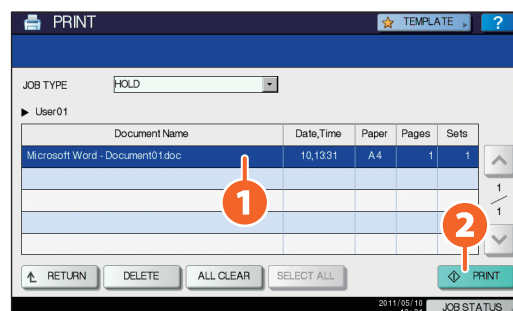 PRINT
TEMPLATE
?
JOB TYPE
HOLD
User01
Document Name Date,Time Paper Pages Sets
Microsoft Word - Document01.doc 10,13:31 A4 1 1
1
1
1
2
RETURN
DELETE
ALL CLEAR
SELECT ALL
PRINT
2011/05/10
JOB STATUS